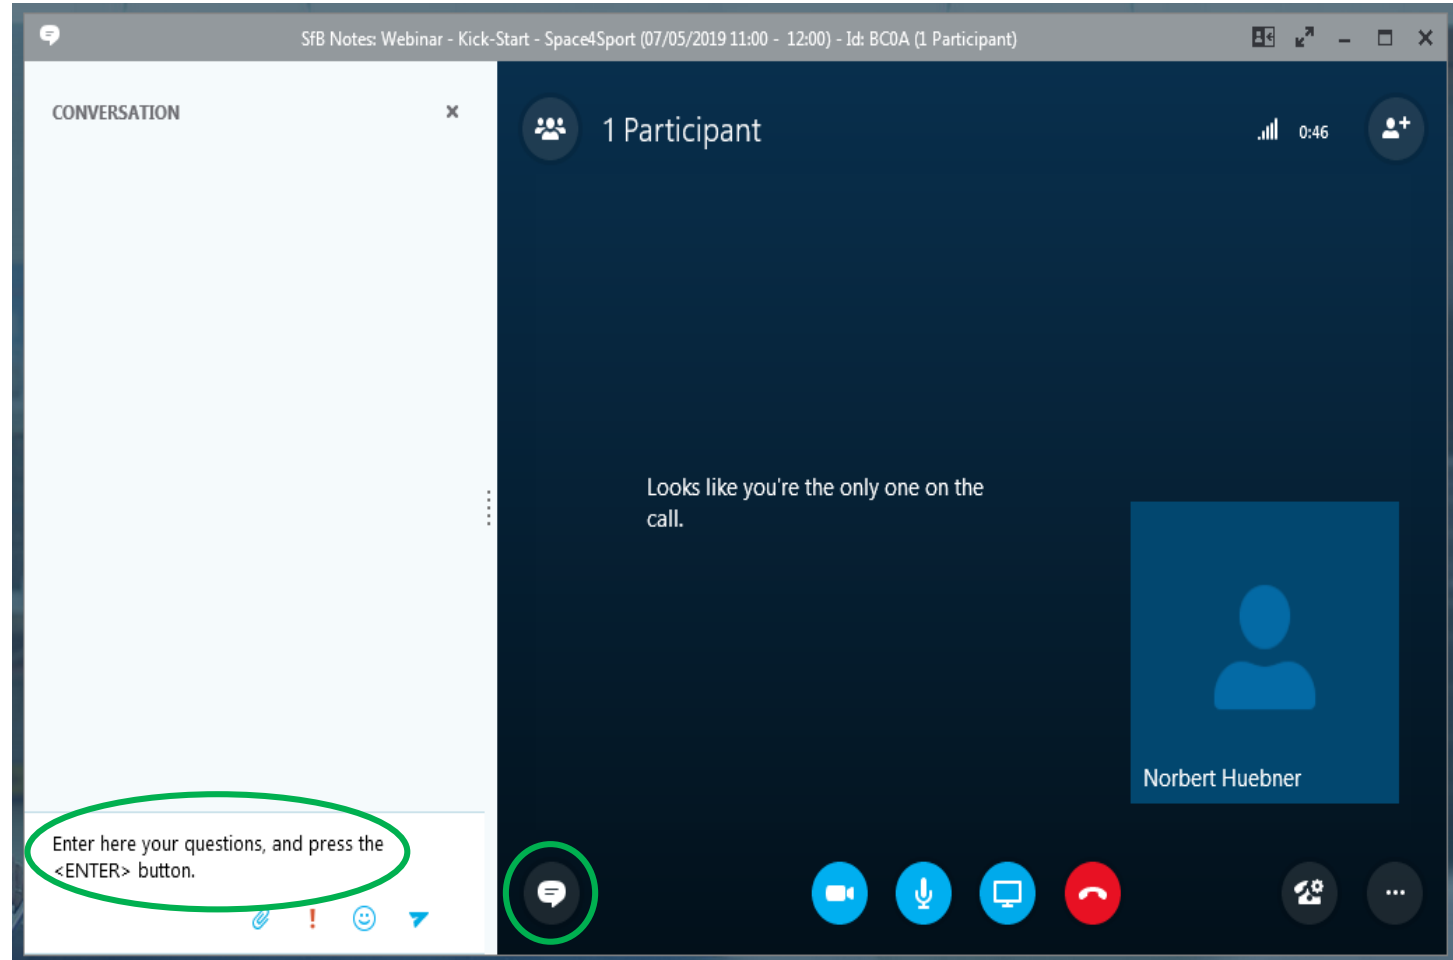 SfB Notes: Webinar - Kick-Start - Space4Sport (07/05/2019 11:00 - 12:00) - Id: BC0A (1 Participant)
CONVERSATION
1 Participant
0:46
Looks like you're the only one on the
call.
Norbert Huebner
Enter here your questions, and press the
<ENTER> button.